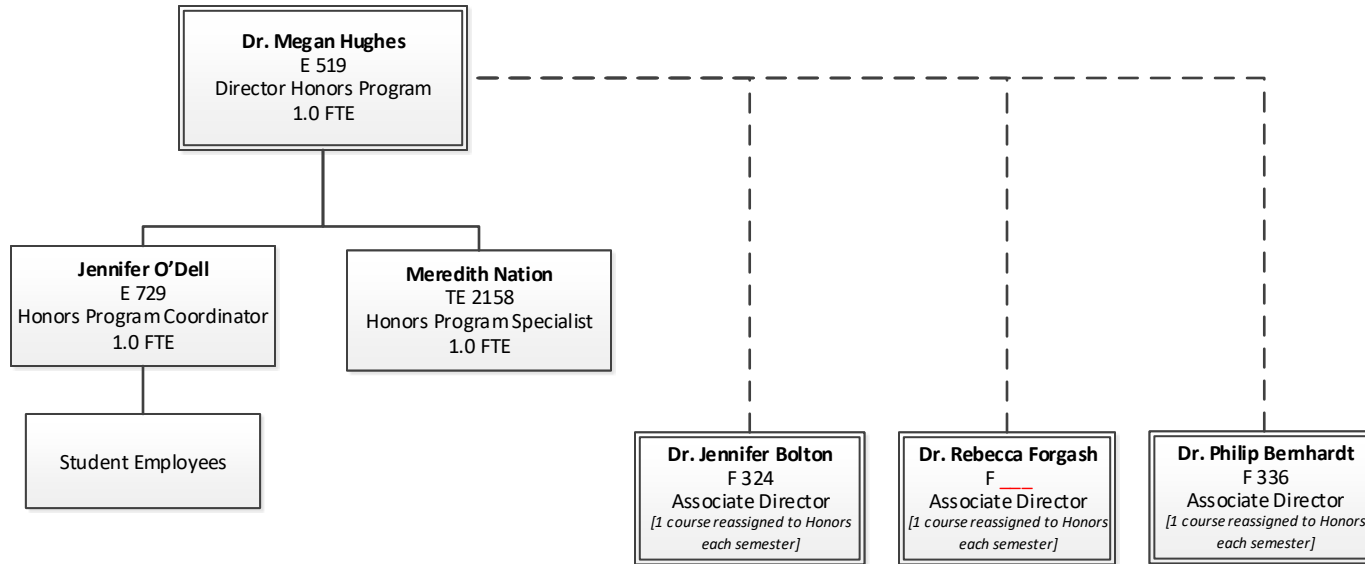 Dr. Megan Hughes
E 519
Director Honors Program
1.0 FTE
Jennifer O’Dell
E 729
Honors Program Coordinator
1.0 FTE
Meredith Nation
TE 2158
Honors Program Specialist
1.0 FTE
Student Employees
Dr. Jennifer Bolton
F 324
Associate Director
[1 course reassigned to Honors
each semester]
Dr. Rebecca Forgash
F ___
Associate Director
[1 course reassigned to Honors
each semester]
Dr. Philip Bernhardt
F 336
Associate Director
[1 course reassigned to Honors
each semester]